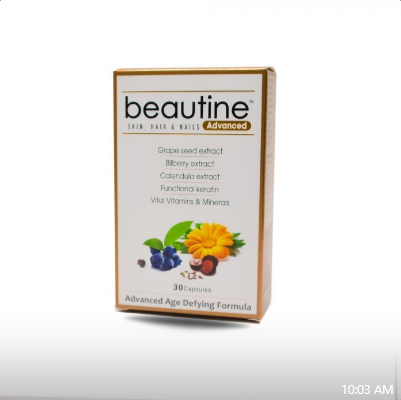 beautine™
SKIN, HAIR & NAILS Advanced
Grape seed extract
Bilberry extract
Calendula extract
Functional keratin
Vital Vitamins & Minerals
30 Capsules
Advanced Age Defying Formula
10:03 AM